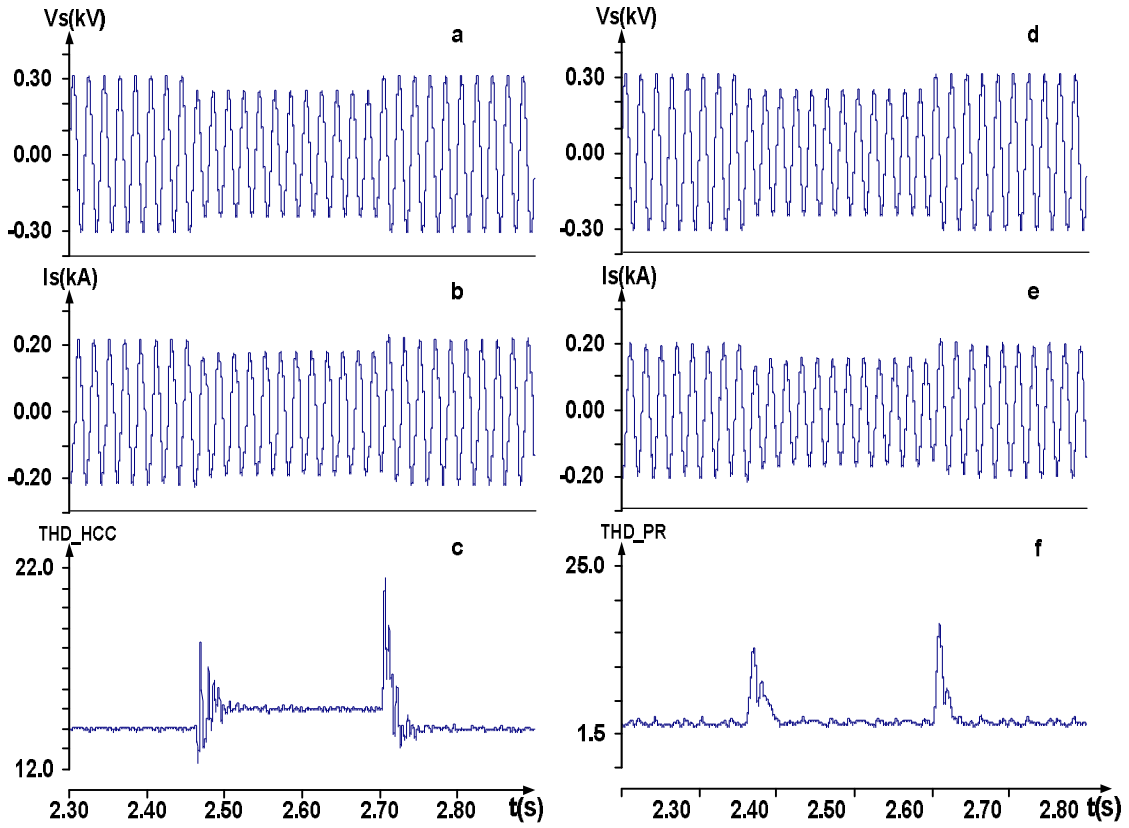 Vs(kV)
a
0.30
0.00
-0.30
Is(kA)
b
0.20
0.00
-0.20
THD_HCC
c
22.0
12.0
2.30 2.40 2.50 2.60 2.70 2.80 t(s)
Vs(kV)
d
0.30
0.00
-0.30
Is(kA)
e
0.20
0.00
-0.20
THD_PR
f
25.0
1.5
2.30 2.40 2.50 2.60 2.70 2.80 t(s)